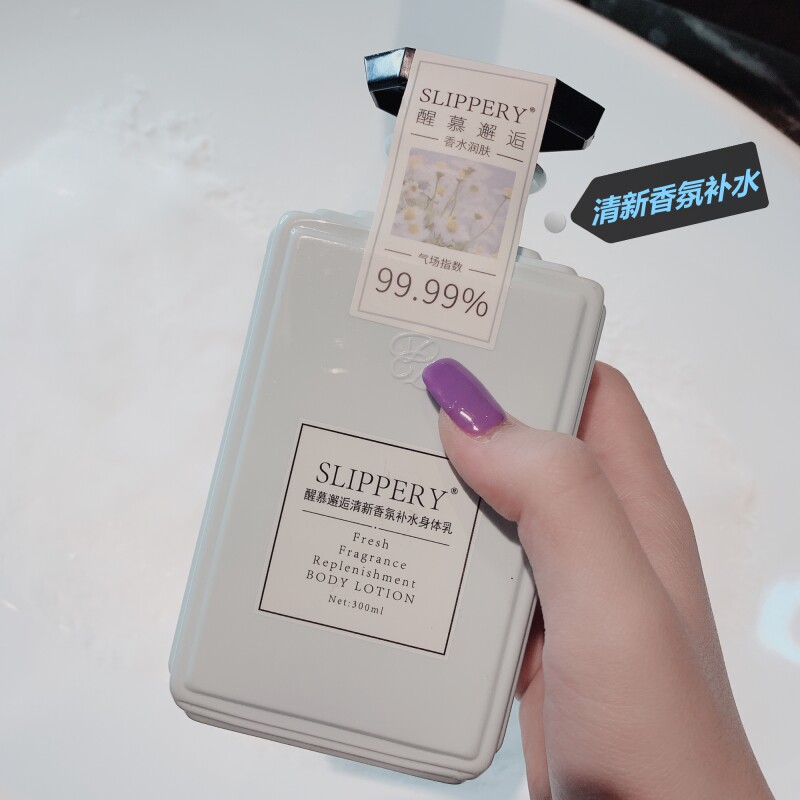 SLIPPERY®
醒慕邂逅
香水润肤
气场指数
99.99%
清新香氛补水
SLIPPERY®
醒慕邂逅清新香氛补水身体乳
Fresh
Fragrance
Replenishment
BODY LOTION
Net:300ml